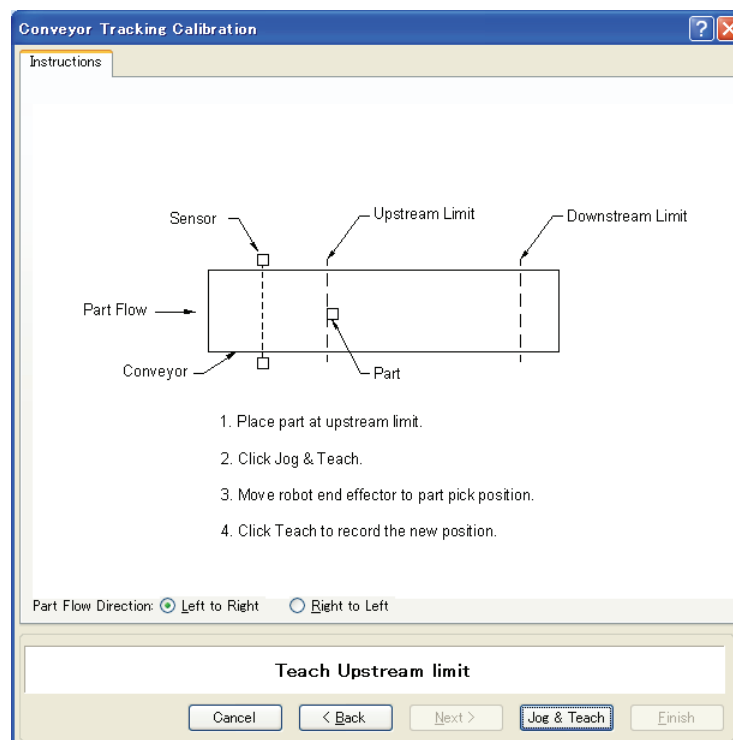 Conveyor Tracking Calibration
Instructions
Sensor
Upstream Limit
Downstream Limit
Part Flow
Conveyor
Part
1. Place part at upstream limit.
2. Click Jog & Teach.
3. Move robot end effector to part pick position.
4. Click Teach to record the new position.
Part Flow Direction: Left to Right Right to Left
Teach Upstream limit
Cancel < Back Next > Jog & Teach Finish